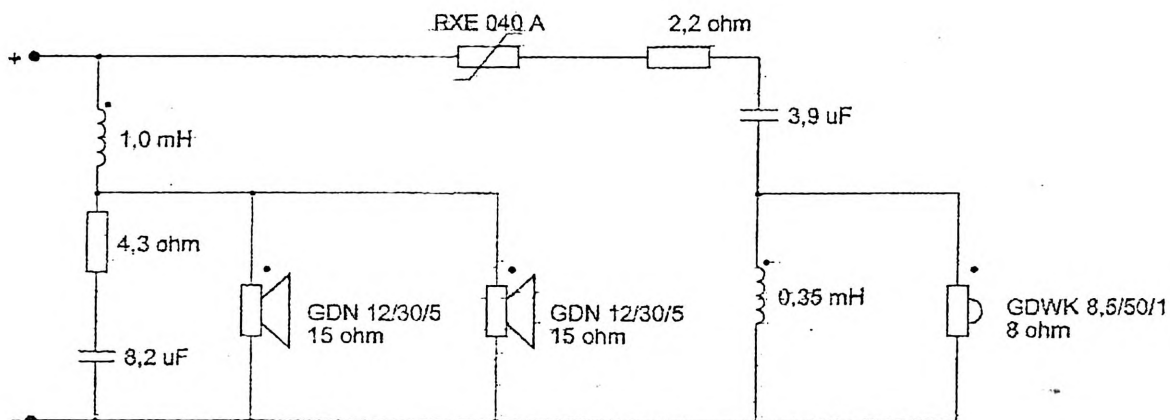 RXE 040 A
2,2 ohm
+
3,9 uF
1,0 mH
4,3 ohm
GDN 12/30/5
15 ohm
GDN 12/30/5
15 ohm
0,35 mH
GDWK 8,5/50/1
8 ohm
8,2 uF
-